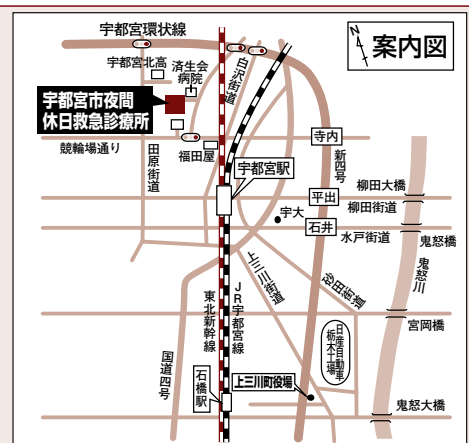 宇都宮環状線
案内図
N
宇都宮北高
済生会
病院
白沢街道
宇都宮市夜間
休日救急診療所
競輪場通り
田原街道
福田屋
寺内
新四号
宇都宮駅
柳田大橋
平出
柳田街道
宇大
石井
水戸街道
鬼怒橋
鬼怒川
上三川街道
砂田街道
東北新幹線
JR宇都宮線
宮岡橋
国道四号
日産自動車
栃木工場
石橋駅
上三川町役場
鬼怒大橋